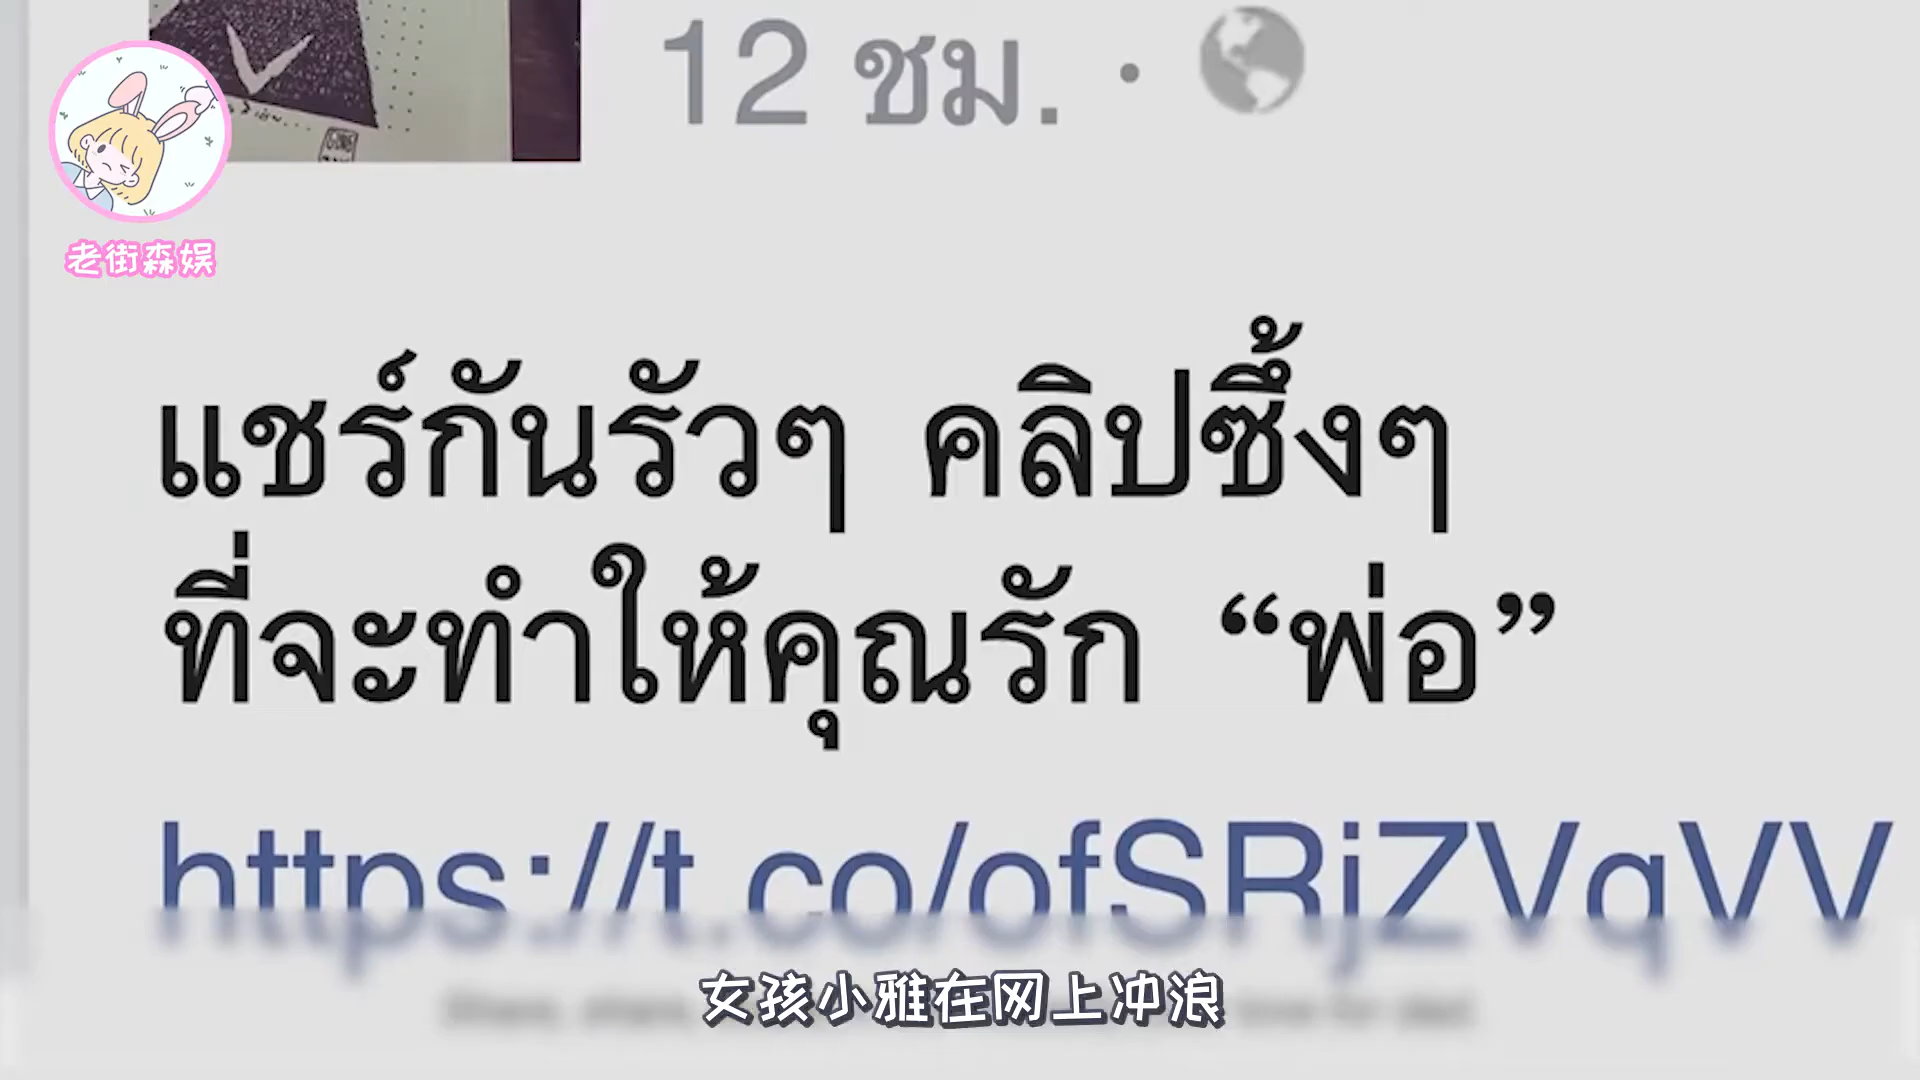 12 ชม. ·
老街森娱
แชร์กันรัวๆ คลิปซึ้งๆ
ที่จะทำให้คุณรัก “พ่อ”
https://t.co/ofSRjZVqVV
女孩小雅在网上冲浪